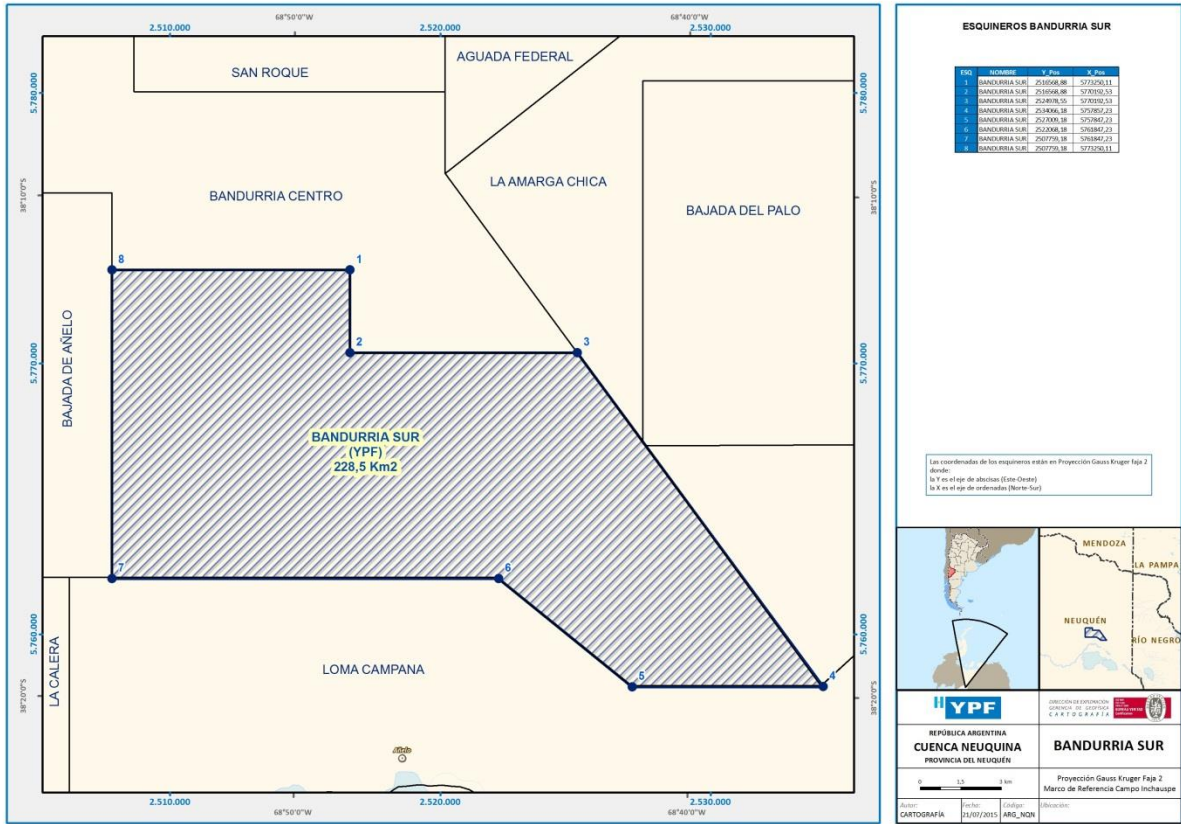 68°50'0"W
68°40'0"W
2.510.000
2.520.000
2.530.000
5.780.000
5.780.000
38°10'0"S
38°10'0"S
5.770.000
5.770.000
5.760.000
5.760.000
38°20'0"S
38°20'0"S
SAN ROQUE
AGUADA FEDERAL
BANDURRIA CENTRO
LA AMARGA CHICA
BAJADA DEL PALO
BAJADA DE AÑELO
8
1
2
3
BANDURRIA SUR
(YPF)
228,5 Km2
7
6
5
4
LA CALERA
LOMA CAMPANA
Añelo
2.510.000
2.520.000
2.530.000
68°50'0"W
68°40'0"W
ESQUINEROS BANDURRIA SUR
ESQ NOMBRE Y_Pos X_Pos
1 BANDURRIA SUR 2516568,88 5773250,11
2 BANDURRIA SUR 2516568,88 5770192,53
3 BANDURRIA SUR 2524978,55 5770192,53
4 BANDURRIA SUR 2534066,18 5757857,23
5 BANDURRIA SUR 2527009,18 5757847,23
6 BANDURRIA SUR 2522068,18 5761847,23
7 BANDURRIA SUR 2507759,18 5761847,23
8 BANDURRIA SUR 2507759,18 5773250,11
Las coordenadas de los esquineros están en Proyección Gauss Kruger faja 2
donde:
la Y es el eje de abscisas (Este-Oeste)
la X es el eje de ordenadas (Norte-Sur)
MENDOZA
LA PAMPA
NEUQUÉN
RÍO NEGRO
YPF
DIRECCIÓN DE EXPLORACIÓN
GERENCIA DE GEOFÍSICA
CARTOGRAFÍA
REPÚBLICA ARGENTINA
CUENCA NEUQUINA
PROVINCIA DEL NEUQUÉN
BANDURRIA SUR
0 1,5 3 km
Proyección Gauss Kruger Faja 2
Marco de Referencia Campo Inchauspe
Autor:
CARTOGRAFÍA
Fecha:
21/07/2015
Código:
ARG_NQN
Ubicación: